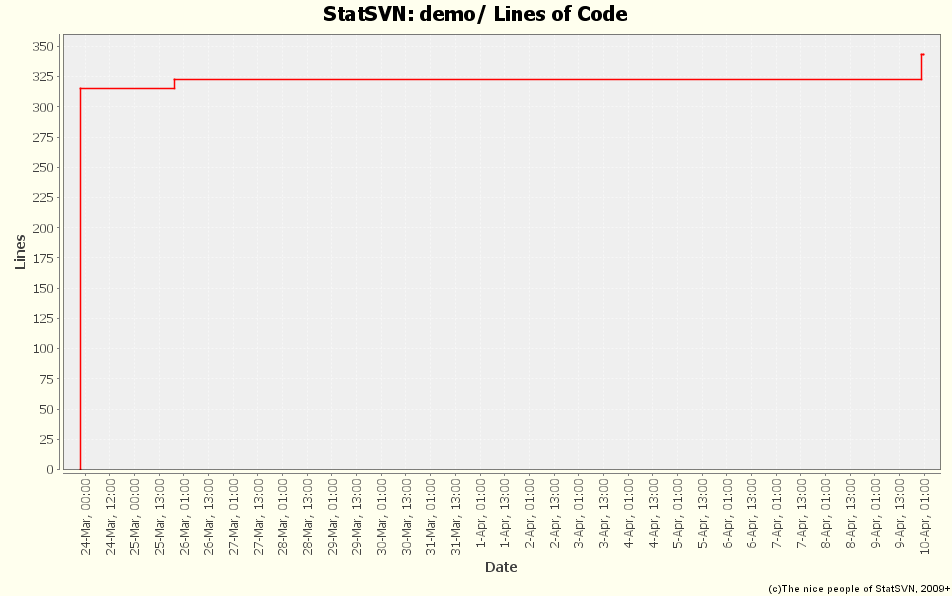 StatSVN: demo/ Lines of Code
350
325
300
275
250
225
200
175
150
125
100
75
50
25
0
Lines
24-Mar, 00:00
24-Mar, 12:00
25-Mar, 00:00
25-Mar, 13:00
26-Mar, 01:00
26-Mar, 13:00
27-Mar, 01:00
27-Mar, 13:00
28-Mar, 01:00
28-Mar, 13:00
29-Mar, 01:00
29-Mar, 13:00
30-Mar, 01:00
30-Mar, 13:00
31-Mar, 01:00
31-Mar, 13:00
1-Apr, 01:00
1-Apr, 13:00
2-Apr, 01:00
2-Apr, 13:00
3-Apr, 01:00
3-Apr, 13:00
4-Apr, 01:00
4-Apr, 13:00
5-Apr, 01:00
5-Apr, 13:00
6-Apr, 01:00
6-Apr, 13:00
7-Apr, 01:00
7-Apr, 13:00
8-Apr, 01:00
8-Apr, 13:00
9-Apr, 01:00
9-Apr, 13:00
10-Apr, 01:00
Date
(c)The nice people of StatSVN, 2009+